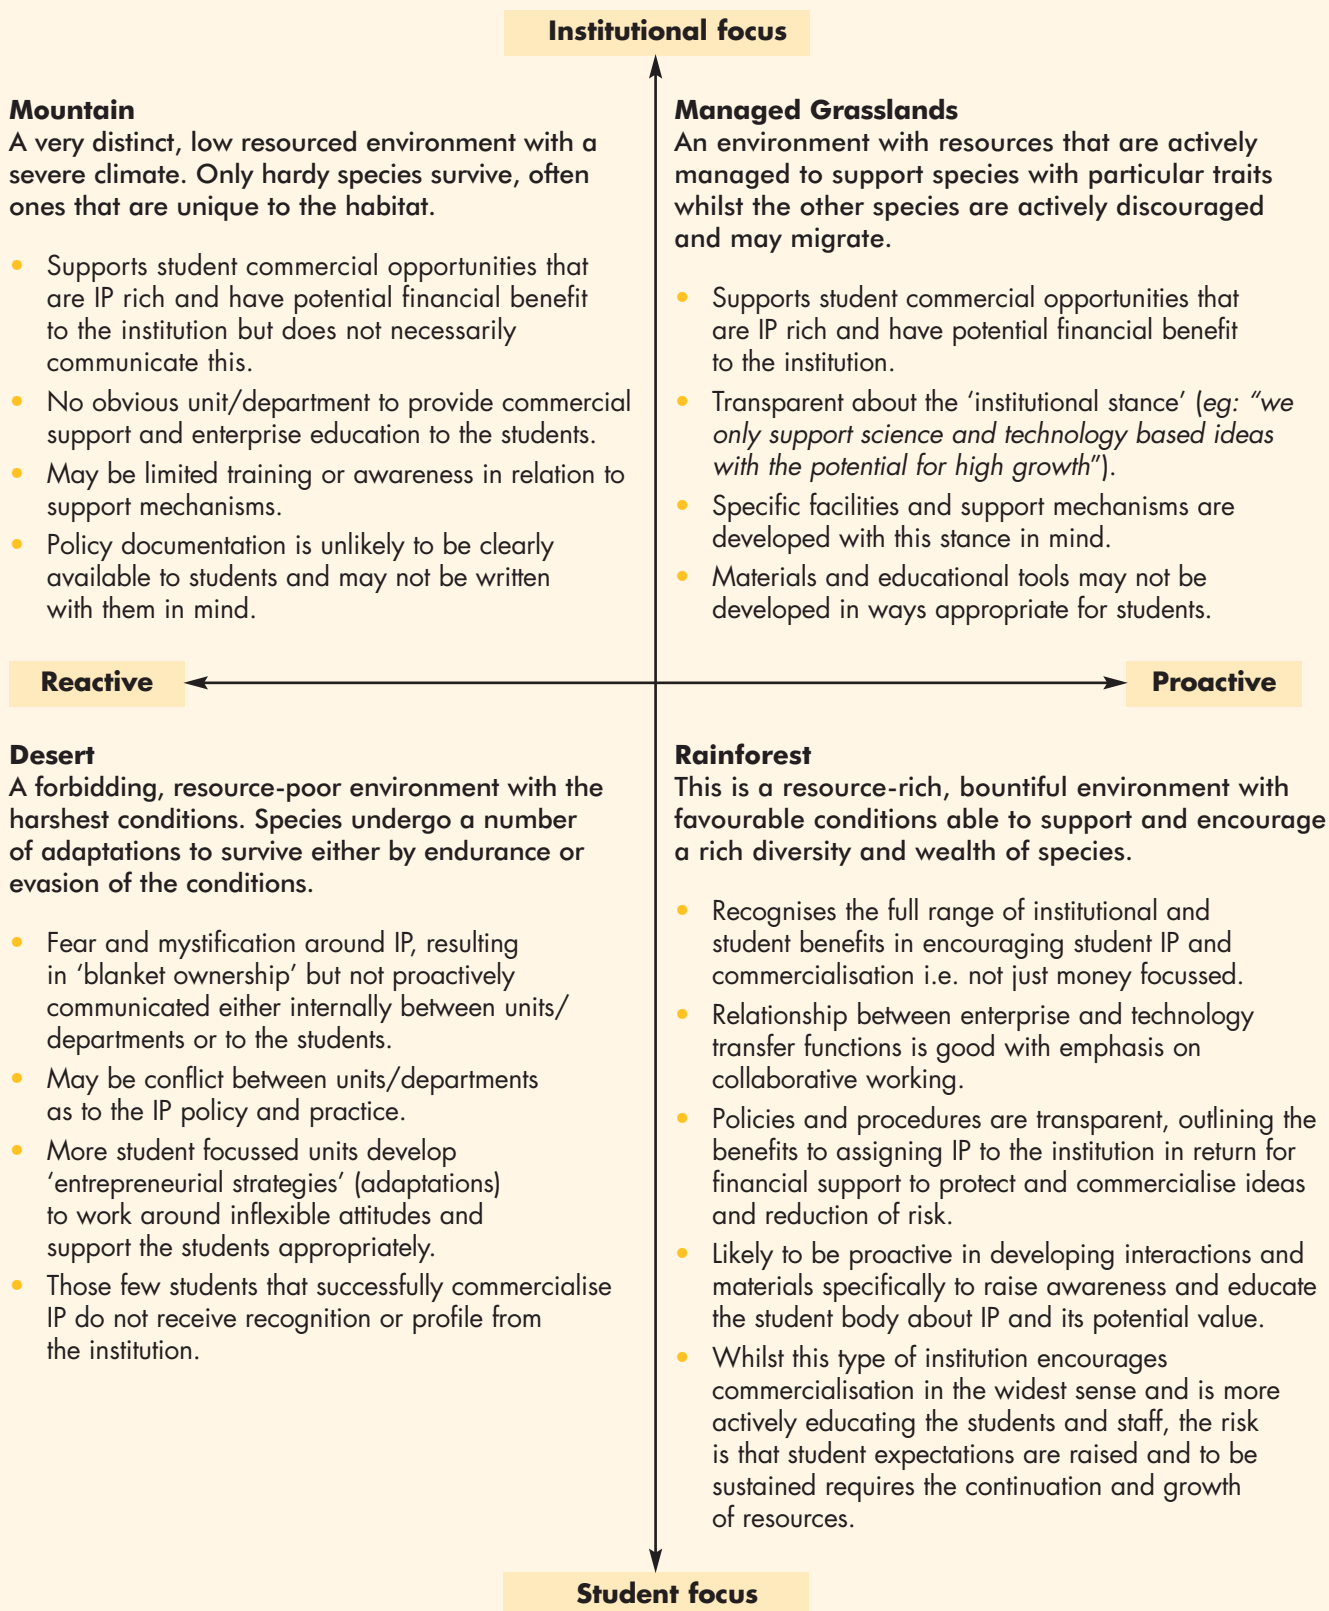 Institutional focus
Mountain
A very distinct, low resourced environment with a
severe climate. Only hardy species survive, often
ones that are unique to the habitat.
• Supports student commercial opportunities that
are IP rich and have potential financial benefit
to the institution but does not necessarily
communicate this.
• No obvious unit/department to provide commercial
support and enterprise education to the students.
• May be limited training or awareness in relation to
support mechanisms.
• Policy documentation is unlikely to be clearly
available to students and may not be written
with them in mind.
Managed Grasslands
An environment with resources that are actively
managed to support species with particular traits
whilst the other species are actively discouraged
and may migrate.
• Supports student commercial opportunities that
are IP rich and have potential financial benefit
to the institution.
• Transparent about the ‘institutional stance’ (eg: “we
only support science and technology based ideas
with the potential for high growth”).
• Specific facilities and support mechanisms are
developed with this stance in mind.
• Materials and educational tools may not be
developed in ways appropriate for students.
Reactive
Proactive
Desert
A forbidding, resource-poor environment with the
harshest conditions. Species undergo a number
of adaptations to survive either by endurance or
evasion of the conditions.
• Fear and mystification around IP, resulting
in ‘blanket ownership’ but not proactively
communicated either internally between units/
departments or to the students.
• May be conflict between units/departments
as to the IP policy and practice.
• More student focussed units develop
‘entrepreneurial strategies’ (adaptations)
to work around inflexible attitudes and
support the students appropriately.
• Those few students that successfully commercialise
IP do not receive recognition or profile from
the institution.
Rainforest
This is a resource-rich, bountiful environment with
favourable conditions able to support and encourage
a rich diversity and wealth of species.
• Recognises the full range of institutional and
student benefits in encouraging student IP and
commercialisation i.e. not just money focussed.
• Relationship between enterprise and technology
transfer functions is good with emphasis on
collaborative working.
• Policies and procedures are transparent, outlining the
benefits to assigning IP to the institution in return for
financial support to protect and commercialise ideas
and reduction of risk.
• Likely to be proactive in developing interactions and
materials specifically to raise awareness and educate
the student body about IP and its potential value.
• Whilst this type of institution encourages
commercialisation in the widest sense and is more
actively educating the students and staff, the risk
is that student expectations are raised and to be
sustained requires the continuation and growth
of resources.
Student focus